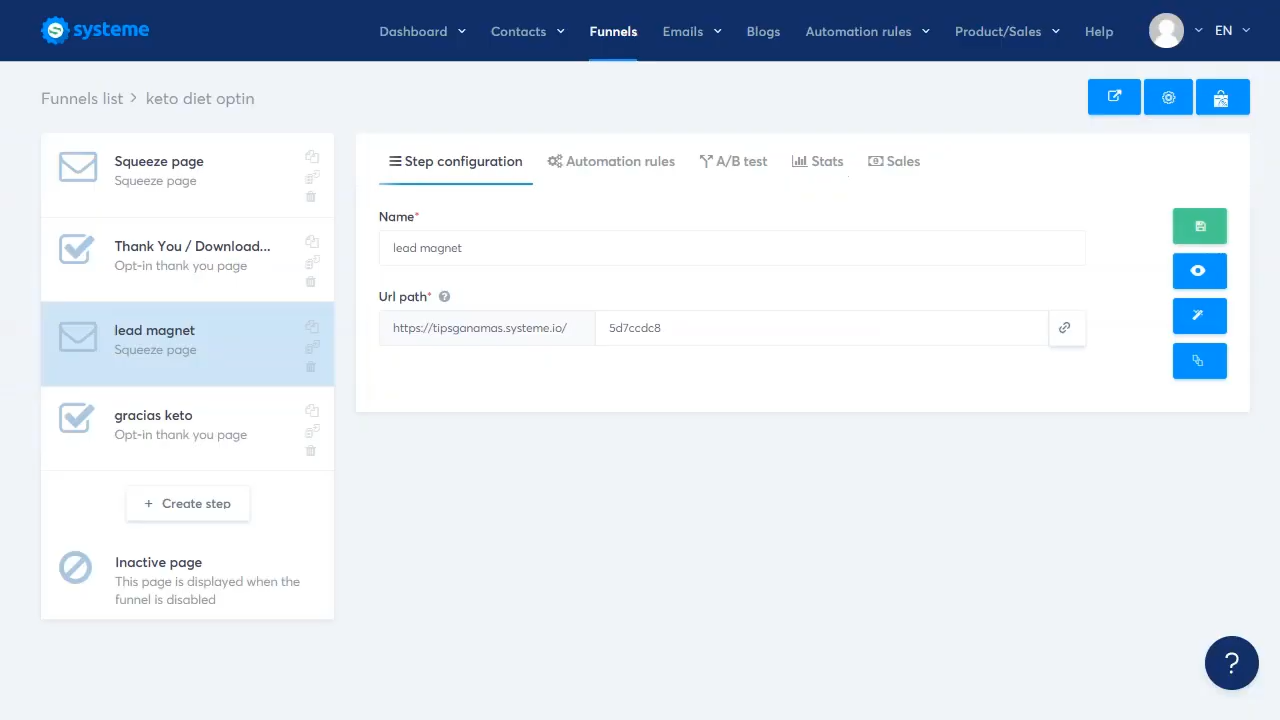 systeme
Dashboard
Contacts
Funnels
Emails
Blogs
Automation rules
Product/Sales
Help
EN
Funnels list > keto diet optin
Squeeze page
Squeeze page
Thank You / Download...
Opt-in thank you page
lead magnet
Squeeze page
gracias keto
Opt-in thank you page
+ Create step
Inactive page
This page is displayed when the
funnel is disabled
Step configuration
Automation rules
A/B test
Stats
Sales
Name*
lead magnet
Url path* ?
https://tipsganamas.systeme.io/ 5d7ccdc8
?